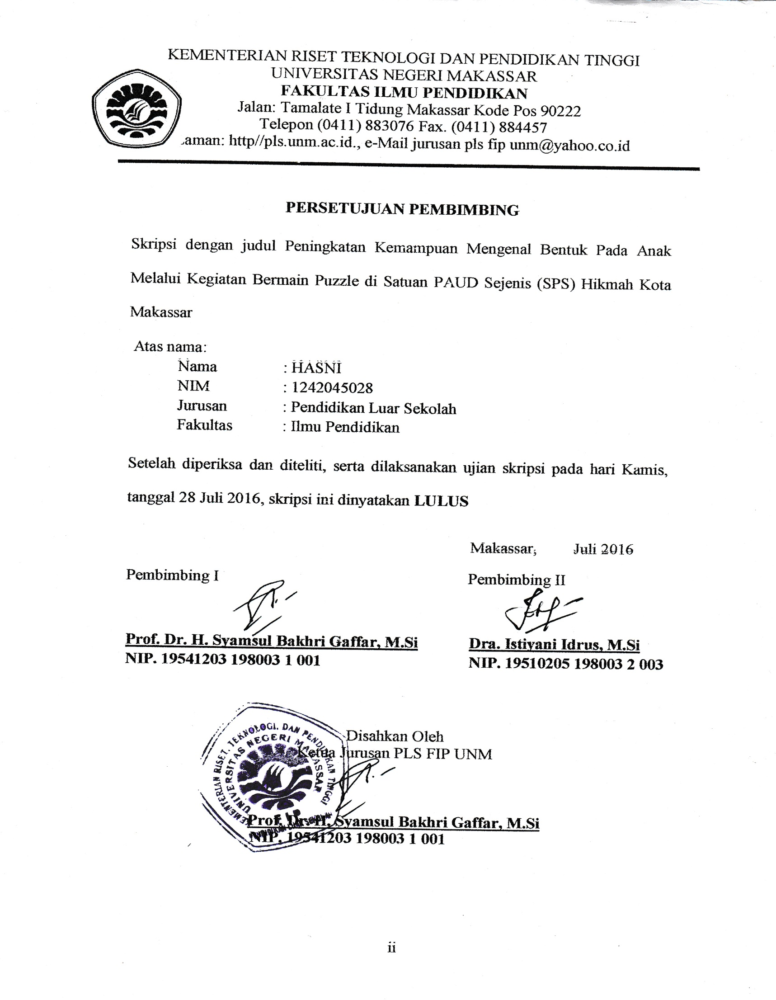 KEMENTERIAN RISET TEKNOLOGI DAN PENDIDIKAN TINGGI
UNIVERSITAS NEGERI MAKASSAR
FAKULTAS ILMU PENDIDIKAN
Jalan: Tamalate I Tidung Makassar Kode Pos 90222
Telepon (0411) 883076 Fax. (0411) 884457
aman: http//pls.unm.ac.id., e-Mail jurusan pls fip unm@yahoo.co.id
PERSETUJUAN PEMBIMBING
Skripsi dengan judul Peningkatan Kemampuan Mengenal Bentuk Pada Anak
Melalui Kegiatan Bermain Puzzle di Satuan PAUD Sejenis (SPS) Hikmah Kota
Makassar
Atas nama:
Nama : HASNI
NIM : 1242045028
Jurusan : Pendidikan Luar Sekolah
Fakultas : Ilmu Pendidikan
Setelah diperiksa dan diteliti, serta dilaksanakan ujian skripsi pada hari Kamis,
tanggal 28 Juli 2016, skripsi ini dinyatakan LULUS
Makassar, Juli 2016
Pembimbing I Pembimbing II
Prof. Dr. H. Syamsul Bakhri Gaffar, M.Si Dra. Istiyani Idrus, M.Si
NIP. 19541203 198003 1 001 NIP. 19510205 198003 2 003
KEMENTERIAN RISET, TEKNOLOGI, DAN PENDIDIKAN TINGGI
UNIVERSITAS NEGERI MAKASSAR
Disahkan Oleh
Ketua Jurusan PLS FIP UNM
Prof. Dr. H. Syamsul Bakhri Gaffar, M.Si
NIP. 19541203 198003 1 001
ii